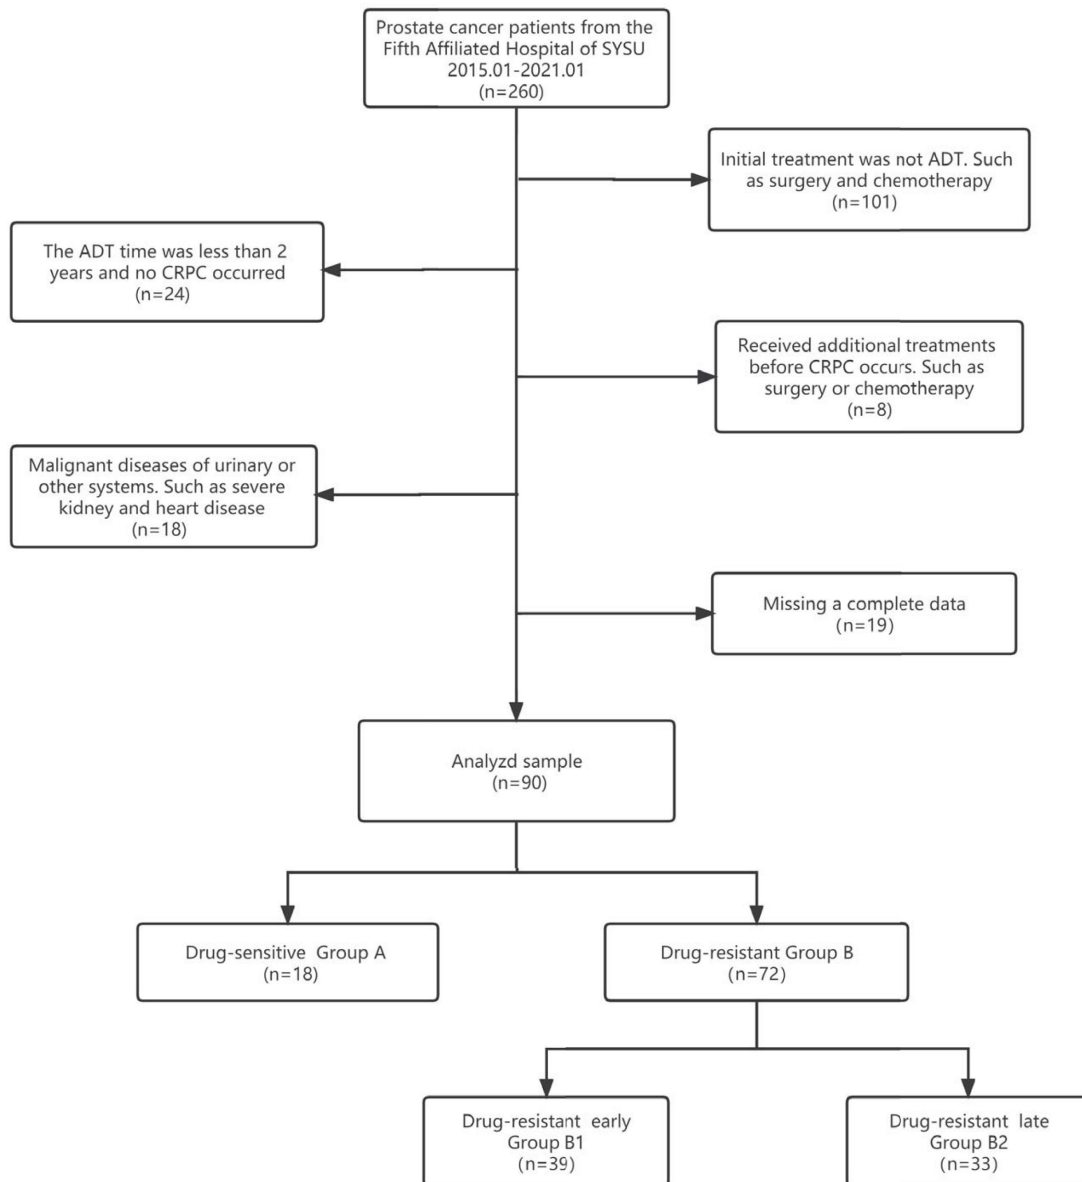 Prostate cancer patients from the
Fifth Affiliated Hospital of SYSU
2015.01-2021.01
(n=260)
Initial treatment was not ADT. Such
as surgery and chemotherapy
(n=101)
The ADT time was less than 2
years and no CRPC occurred
(n=24)
Received additional treatments
before CRPC occurs. Such as
surgery or chemotherapy
(n=8)
Malignant diseases of urinary or
other systems. Such as severe
kidney and heart disease
(n=18)
Missing a complete data
(n=19)
Analyzd sample
(n=90)
Drug-sensitive Group A
(n=18)
Drug-resistant Group B
(n=72)
Drug-resistant early
Group B1
(n=39)
Drug-resistant late
Group B2
(n=33)